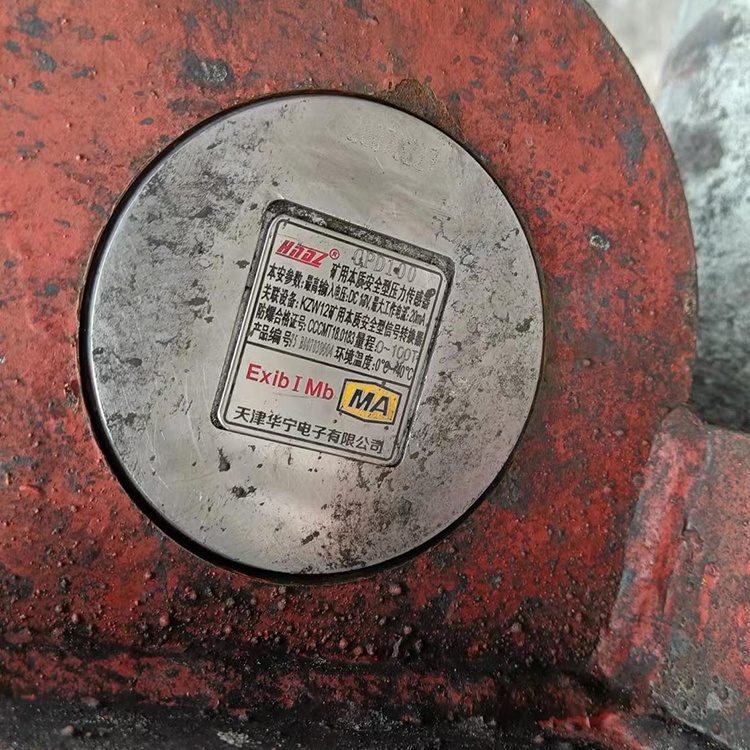 HNDZ® GPD100
矿用本质安全型压力传感器
本安参数:最高输入电压:DC 13V,最大工作电流:20mA
关联设备:KZW12矿用本质安全型信号转换器
防爆合格证号:CCCMT18.0183 量程:0~100T
产品编号 环境温度:0℃~+40℃
Exib I Mb MA
天津华宁电子有限公司